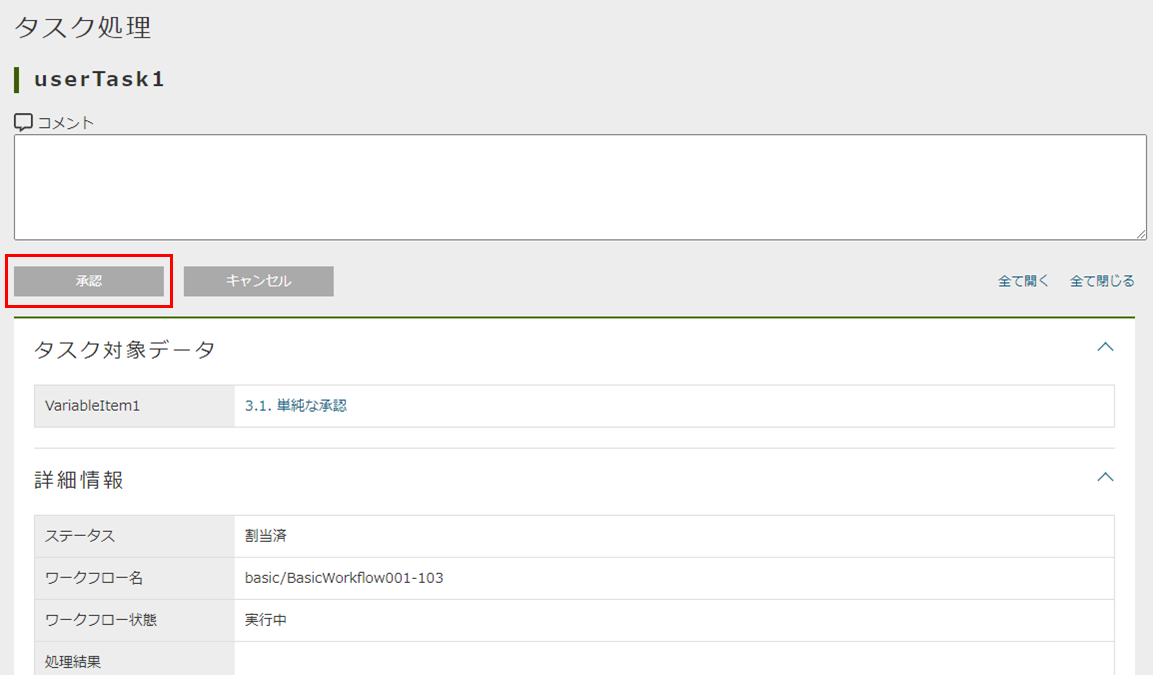 タスク処理
userTask1
コメント
承認 キャンセル 全て開く 全て閉じる
タスク対象データ
VariableItem1 3.1. 単純な承認
詳細情報
ステータス 割当済
ワークフロー名 basic/BasicWorkflow001-103
ワークフロー状態 実行中
処理結果